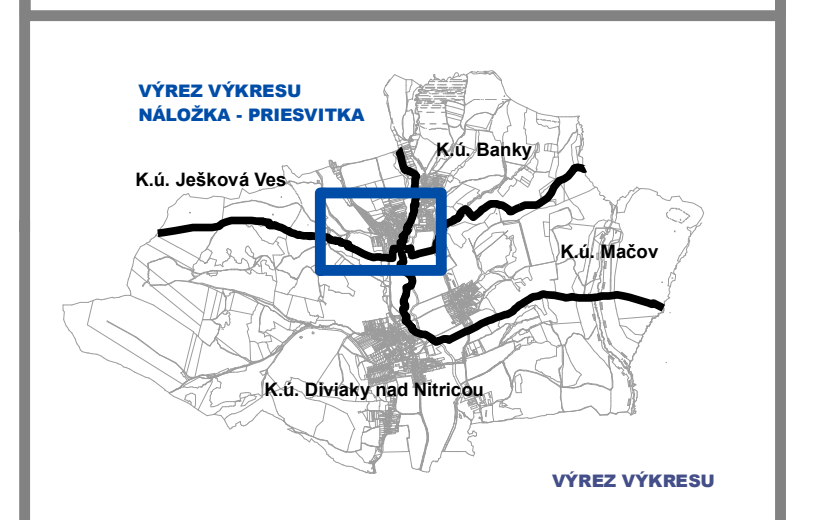 VÝREZ VÝKRESU
NÁLOŽKA - PRIESVITKA
K.ú. Banky
K.ú. Ješková Ves
K.ú. Mačov
K.ú. Diviaky nad Nitricou
VÝREZ VÝKRESU